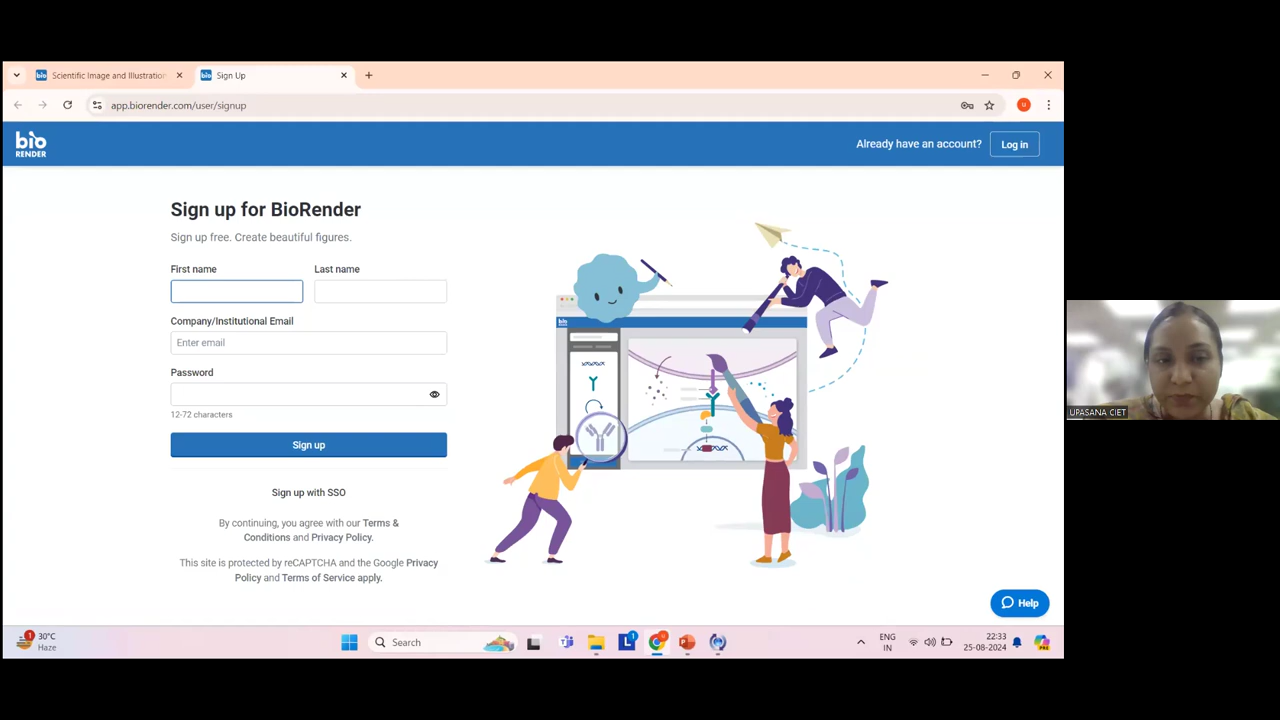 Scientific Image and Illustration
Sign Up
app.biorender.com/user/signup
u
bio
RENDER
Already have an account?
Log in
Sign up for BioRender
Sign up free. Create beautiful figures.
First name
Last name
Company/Institutional Email
Enter email
Password
12-72 characters
Sign up
Sign up with SSO
By continuing, you agree with our Terms &
Conditions and Privacy Policy.
This site is protected by reCAPTCHA and the Google Privacy
Policy and Terms of Service apply.
Help
UPASANA CIET
1
30°C
Haze
Search
1
ENG
IN
22:33
25-08-2024